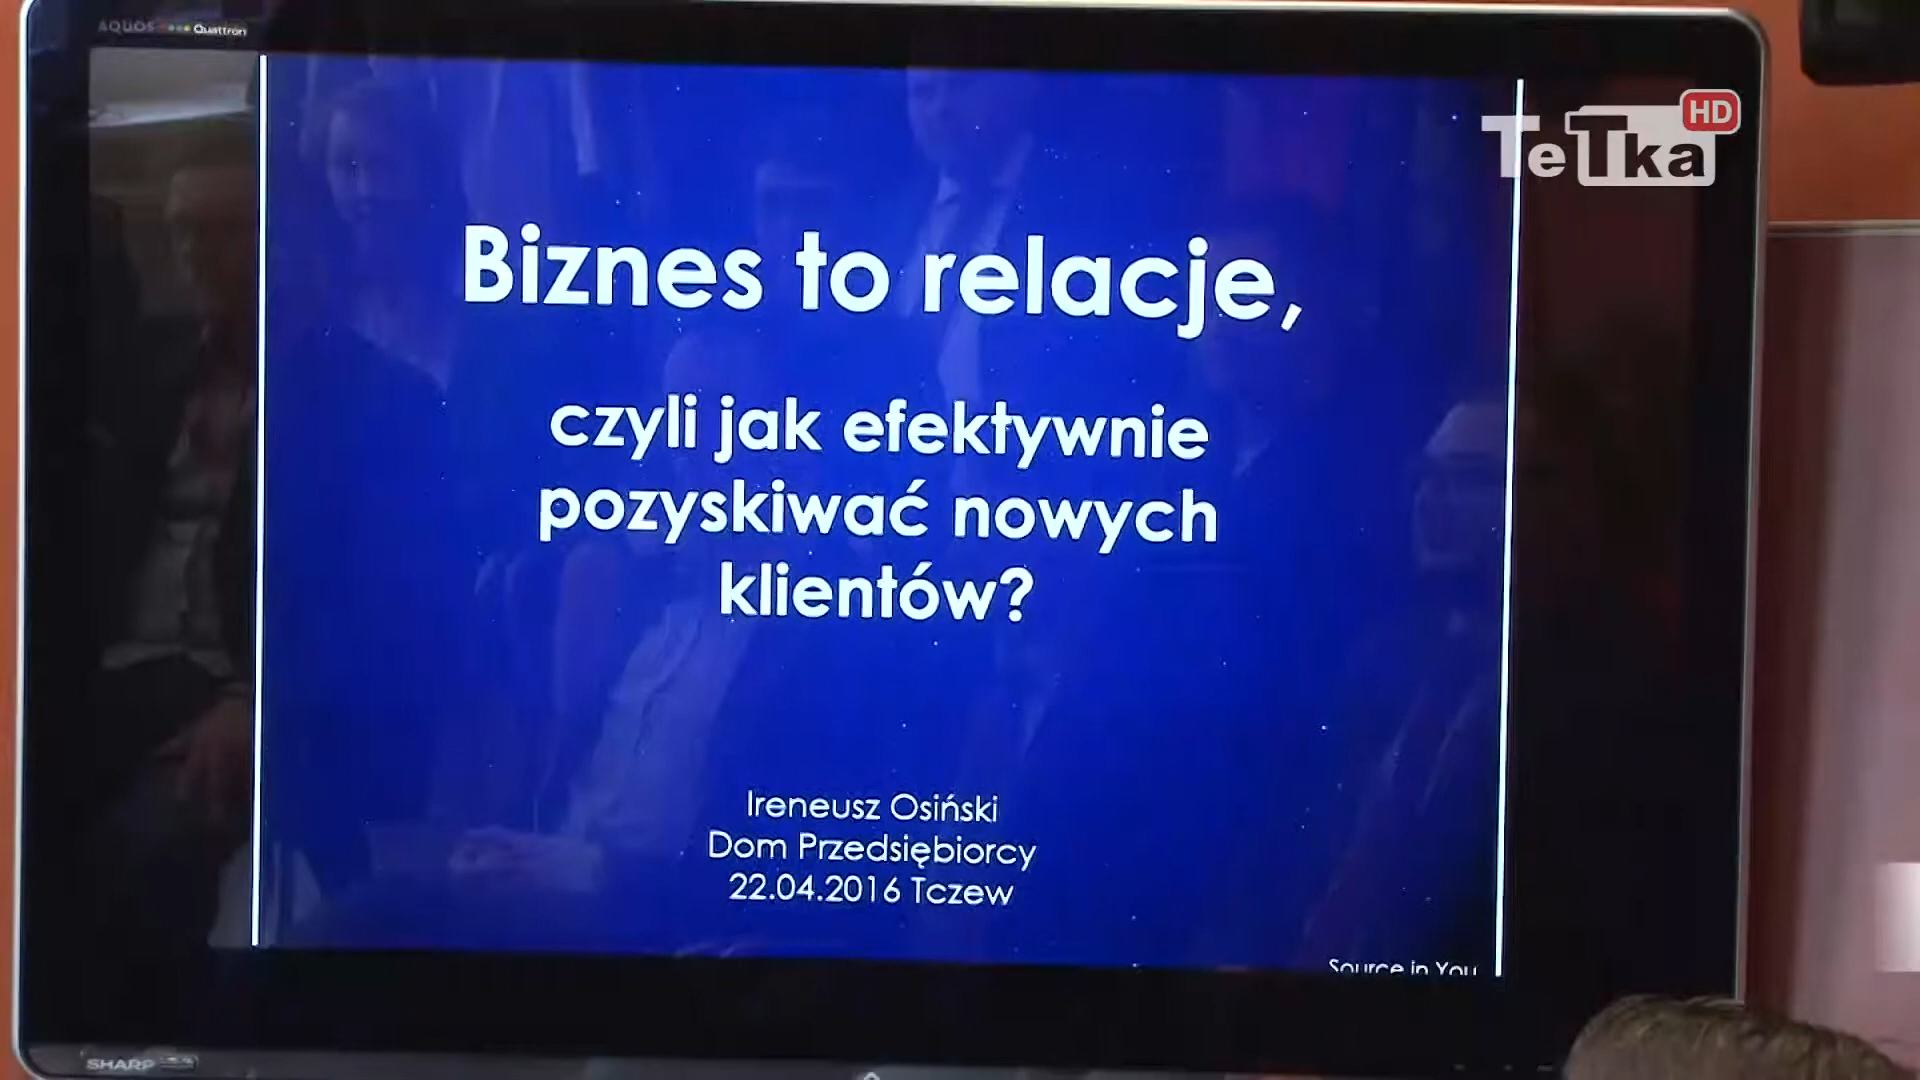 AQUOS Quattron
TeTka HD
Biznes to relacje,
czyli jak efektywnie
pozyskiwać nowych
klientów?
Ireneusz Osiński
Dom Przedsiębiorcy
22.04.2016 Tczew
Source in You
SHARP